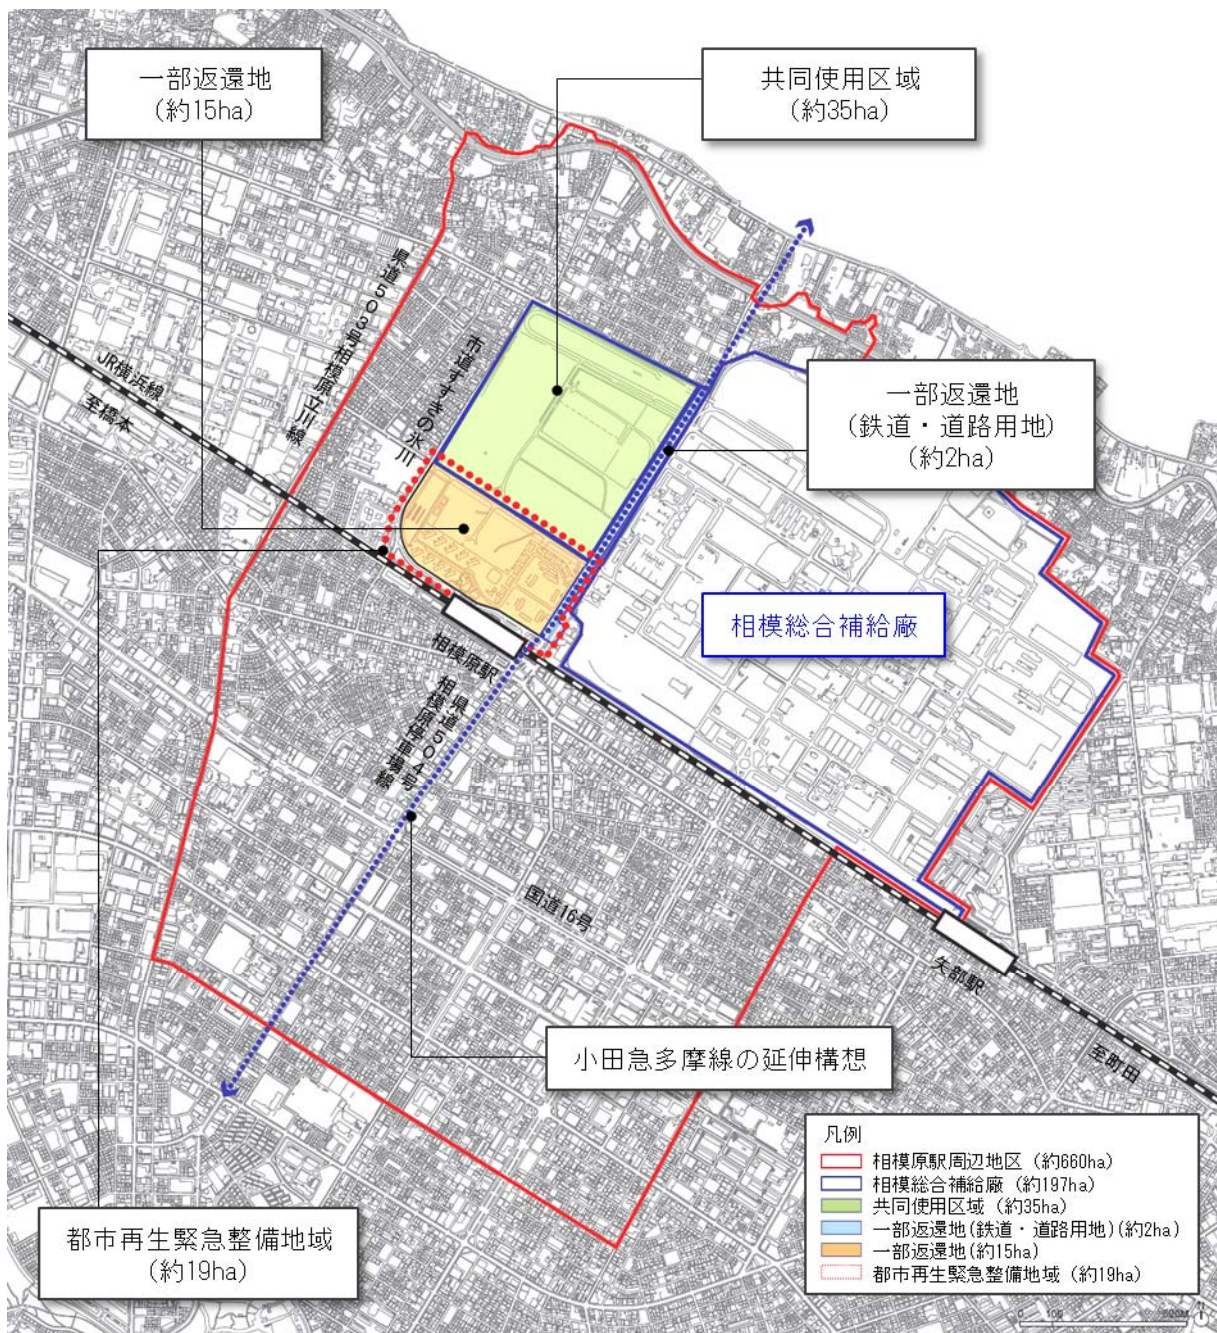 一部返還地
(約15ha)
共同使用区域
(約35ha)
県道503号相模原立川線
市道すすきの氷川
JR横浜線
至橋本
一部返還地
(鉄道・道路用地)
(約2ha)
相模総合補給廠
相模原駅
県道504号
相模原停車場線
国道16号
矢部駅
至町田
小田急多摩線の延伸構想
都市再生緊急整備地域
(約19ha)
凡例
相模原駅周辺地区 (約660ha)
相模総合補給廠 (約197ha)
共同使用区域 (約35ha)
一部返還地(鉄道・道路用地)(約2ha)
一部返還地(約15ha)
都市再生緊急整備地域 (約19ha)
0 100 500M